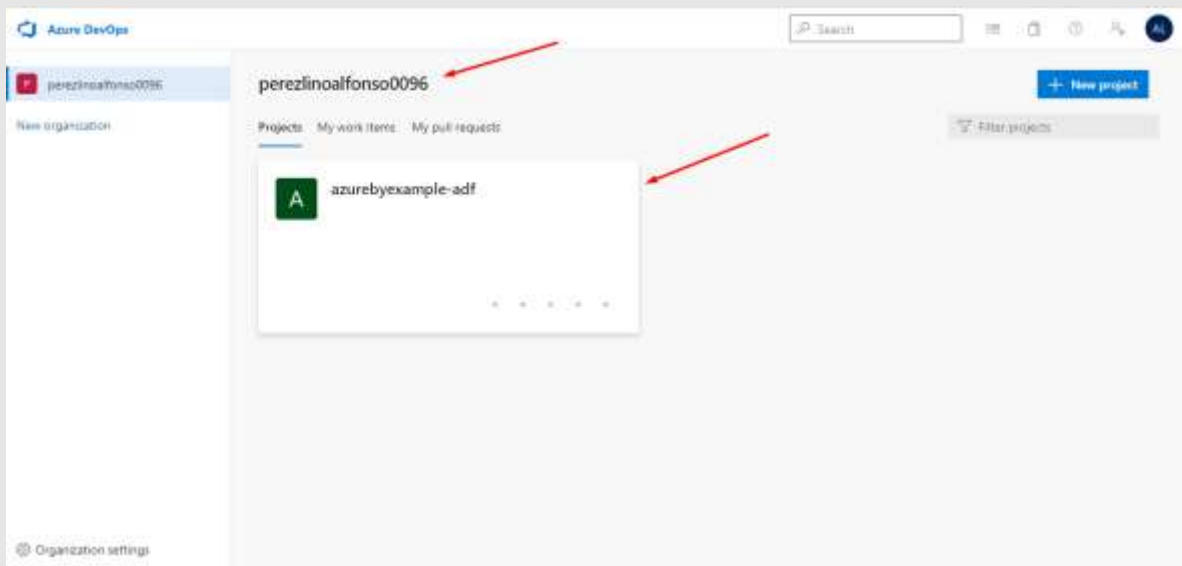 Azure DevOps
Search
AL
P
perezlinoalfonso0096
New organization
perezlinoalfonso0096
+ New project
Projects My work items My pull requests
Filter projects
A
azurebyexample-adf
Organization settings